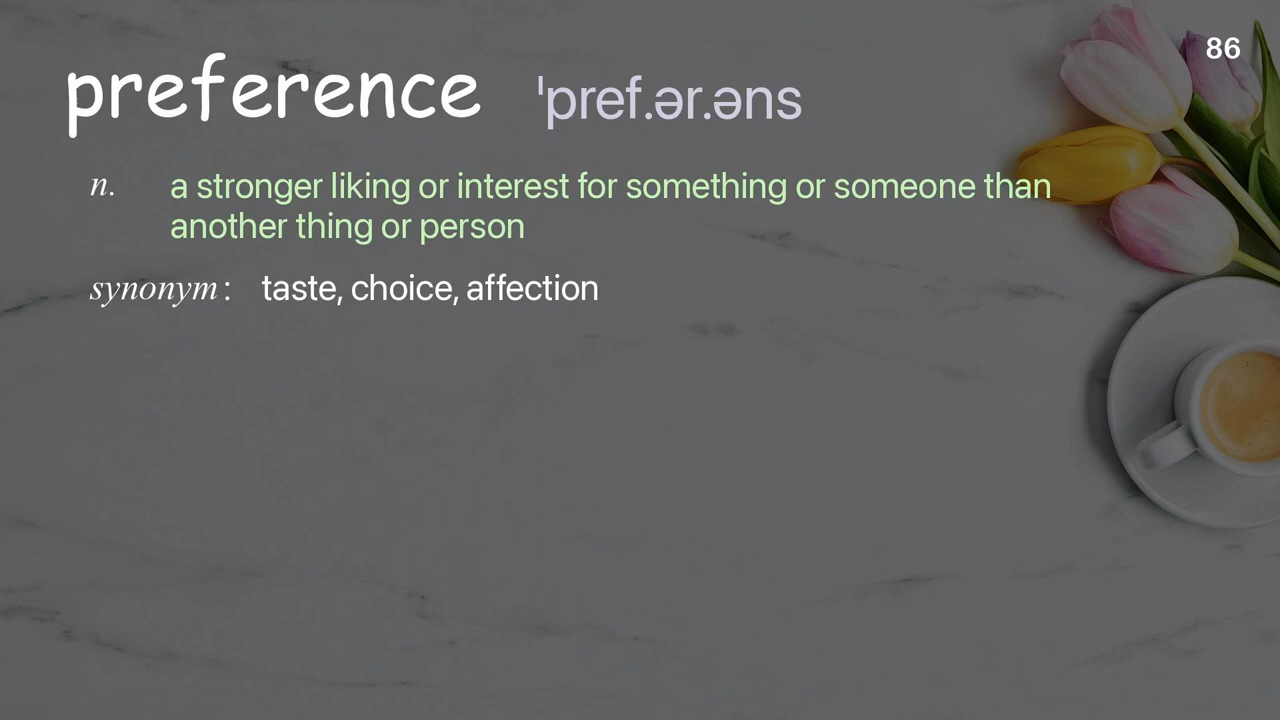 86
preference ˈpref.ər.əns
n. a stronger liking or interest for something or someone than
another thing or person
synonym : taste, choice, affection